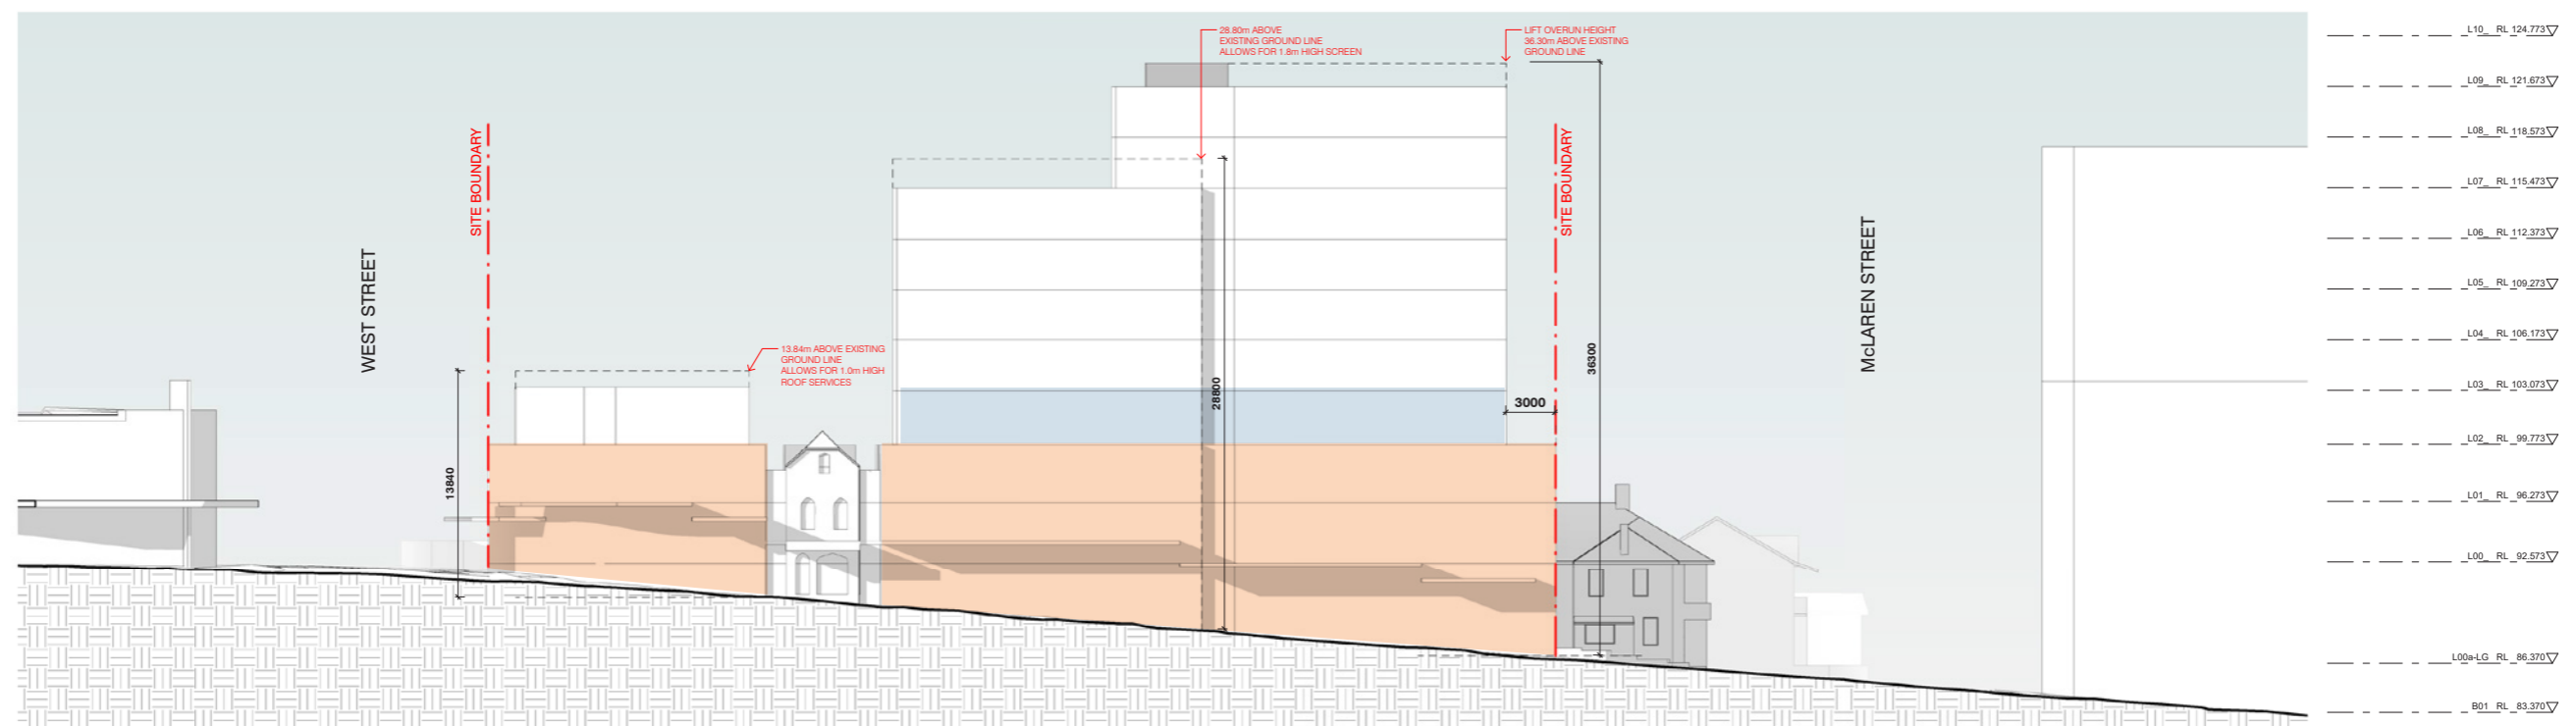 28.80m ABOVE
EXISTING GROUND LINE
ALLOWS FOR 1.8m HIGH SCREEN
LIFT OVERUN HEIGHT
36.30m ABOVE EXISTING
GROUND LINE
L10_ RL 124.773
L09_ RL 121.673
L08_ RL 118.573
L07_ RL 115.473
L06_ RL 112.373
L05_ RL 109.273
L04_ RL 106.173
L03_ RL 103.073
L02_ RL 99.773
L01_ RL 96.273
L00_ RL 92.573
L00a-LG RL 86.370
B01 RL 83.370
SITE BOUNDARY
SITE BOUNDARY
WEST STREET
McLAREN STREET
13.84m ABOVE EXISTING
GROUND LINE
ALLOWS FOR 1.0m HIGH
ROOF SERVICES
13840
28800
36300
3000